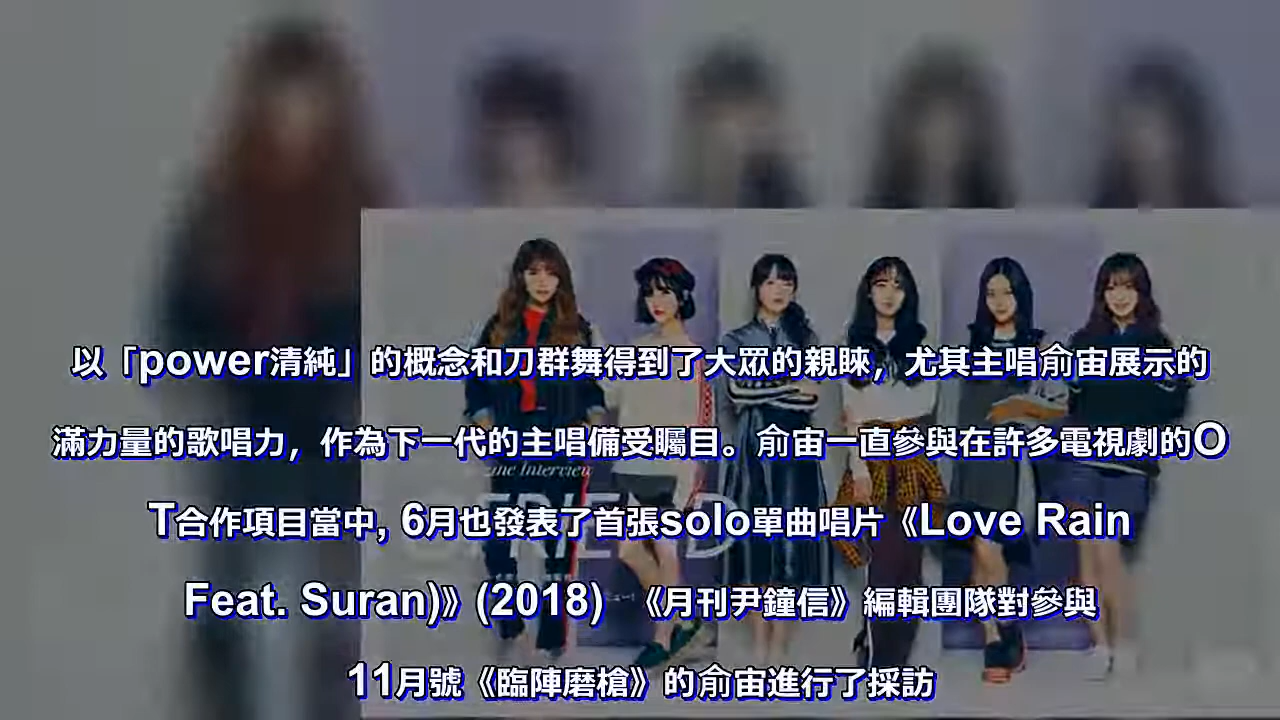 以「power清純」的概念和刀群舞得到了大眾的親睞，尤其主唱俞宙展示的
滿力量的歌唱力，作為下一代的主唱備受矚目。俞宙一直參與在許多電視劇的O
T合作項目當中, 6月也發表了首張solo單曲唱片《Love Rain
Feat. Suran)》(2018) 《月刊尹鐘信》編輯團隊對參與
11月號《臨陣磨槍》的俞宙進行了採訪
zine Interview
GFRIEND